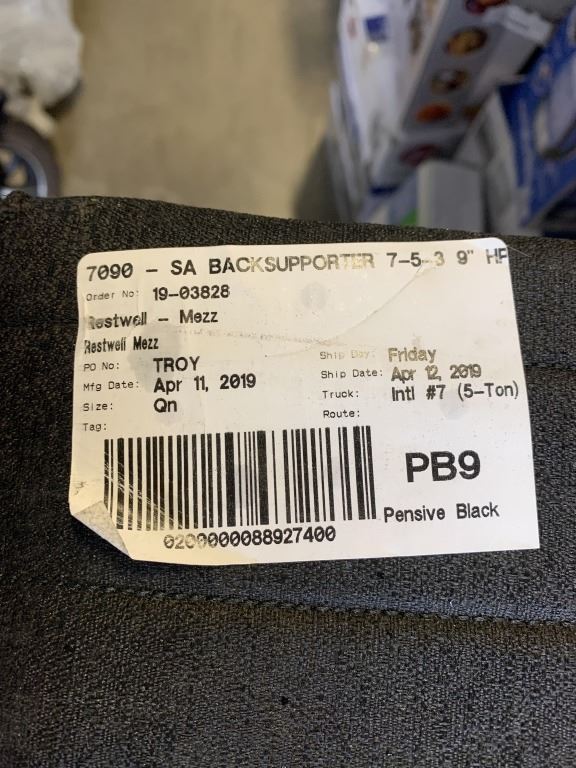 7090 - SA BACKSUPPORTER 7-5-3 9" HF
Order No: 19-03828
Restwell - Mezz
Restwell Mezz
PO No: TROY
Ship Day: Friday
Mfg Date: Apr 11, 2019
Ship Date: Apr 12, 2019
Size: Qn
Truck: Intl #7 (5-Ton)
Tag:
Route:
PB9
Pensive Black
0200000088927400